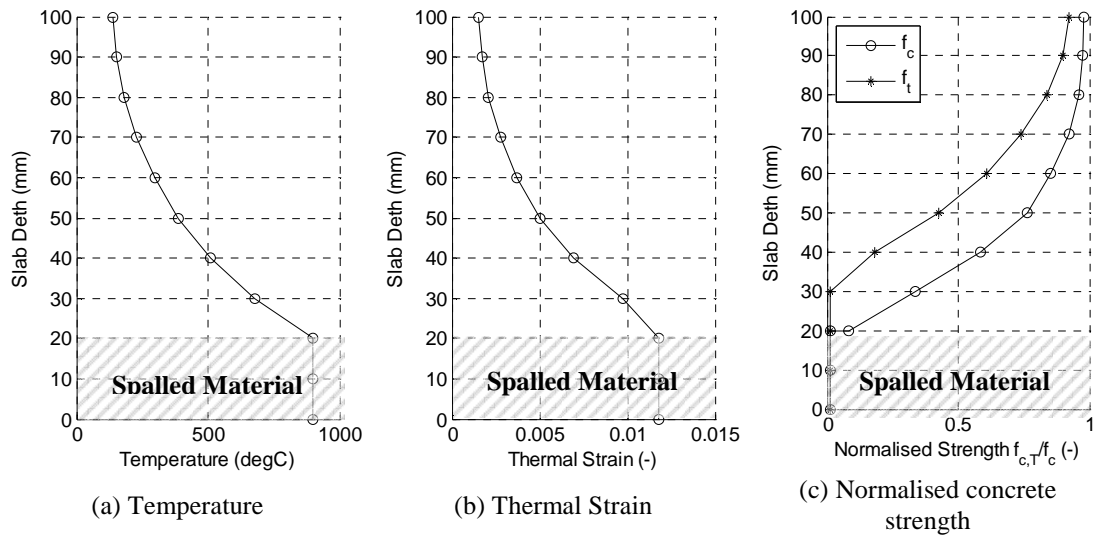 100
90
80
70
60
50
40
30
20
10
0
Slab Deth (mm)
Spalled Material
0 500 1000
Temperature (degC)
(a) Temperature
100
90
80
70
60
50
40
30
20
10
0
Slab Deth (mm)
Spalled Material
0 0.005 0.01 0.015
Thermal Strain (-)
(b) Thermal Strain
100
90
80
70
60
50
40
30
20
10
0
Slab Deth (mm)
f_c
f_t
Spalled Material
0 0.5 1
Normalised Strength f_{c,T}/f_c (-)
(c) Normalised concrete
strength